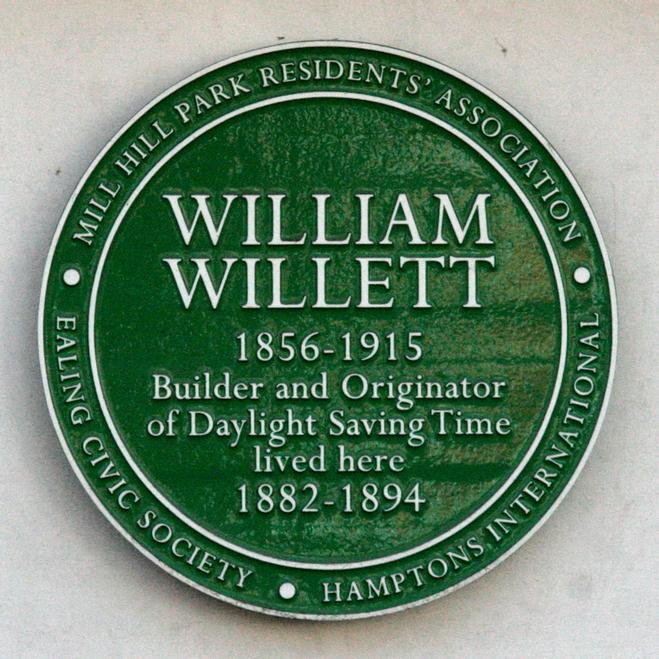 MILL HILL PARK RESIDENTS' ASSOCIATION
WILLIAM
WILLETT
1856-1915
Builder and Originator
of Daylight Saving Time
lived here
1882-1894
EALING CIVIC SOCIETY
HAMPTONS INTERNATIONAL